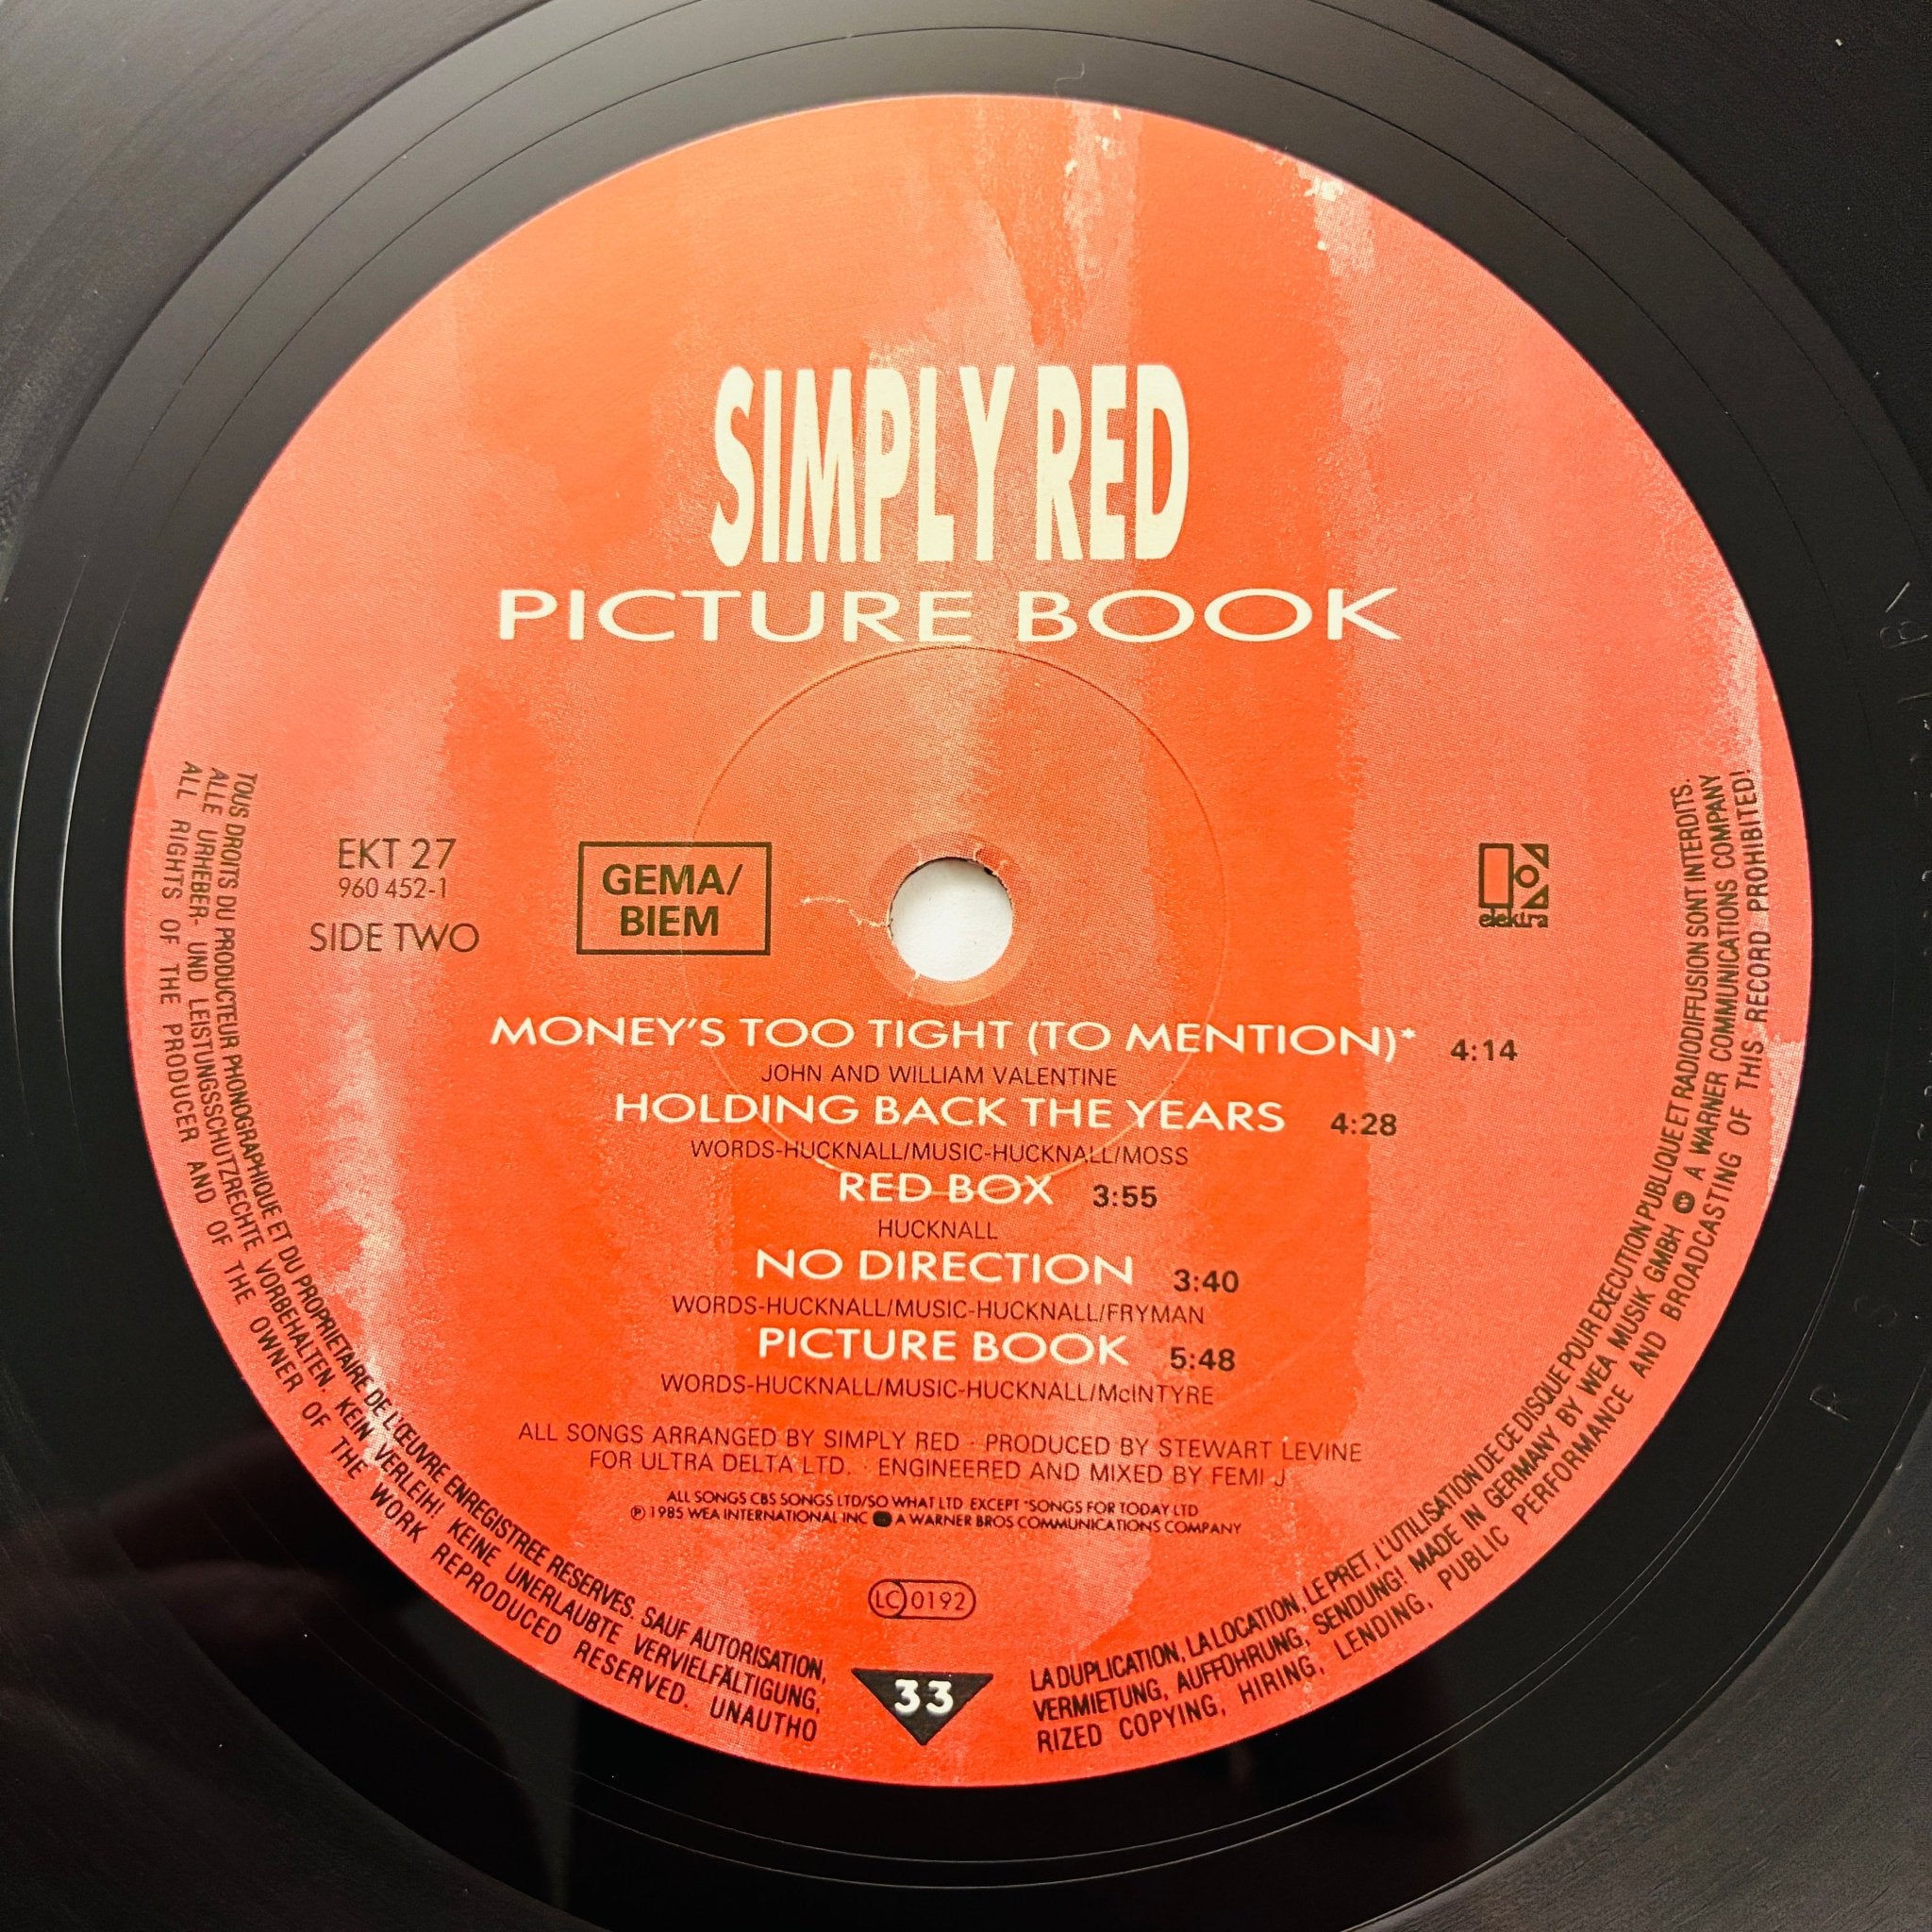 SIMPLY RED
PICTURE BOOK
EKT 27
960 452-1
SIDE TWO
GEMA/
BIEM
elektra
MONEY'S TOO TIGHT (TO MENTION)* 4:14
JOHN AND WILLIAM VALENTINE
HOLDING BACK THE YEARS 4:28
WORDS-HUCKNALL/MUSIC-HUCKNALL/MOSS
RED BOX 3:55
HUCKNALL
NO DIRECTION 3:40
WORDS-HUCKNALL/MUSIC-HUCKNALL/FRYMAN
PICTURE BOOK 5:48
WORDS-HUCKNALL/MUSIC-HUCKNALL/McINTYRE
ALL SONGS ARRANGED BY SIMPLY RED · PRODUCED BY STEWART LEVINE
FOR ULTRA DELTA LTD. · ENGINEERED AND MIXED BY FEMI J
ALL SONGS CBS SONGS LTD/SO WHAT LTD EXCEPT *SONGS FOR TODAY LTD
℗ 1985 WEA INTERNATIONAL INC A WARNER BROS COMMUNICATIONS COMPANY
LC 0192
33
TOUS DROITS DU PRODUCTEUR PHONOGRAPHIQUE ET DU PROPRIETAIRE DE L'ŒUVRE ENREGISTREE RESERVES. SAUF AUTORISATION,
LA DUPLICATION, LA LOCATION, LE PRET, L'UTILISATION DE CE DISQUE POUR EXECUTION PUBLIQUE ET RADIODIFFUSION SONT INTERDITS.
ALLE URHEBER- UND LEISTUNGSSCHUTZRECHTE VORBEHALTEN. KEIN VERLEIH! KEINE UNERLAUBTE VERVIELFÄLTIGUNG,
VERMIETUNG, AUFFÜHRUNG, SENDUNG! MADE IN GERMANY BY WEA MUSIK GMBH A WARNER COMMUNICATIONS COMPANY
ALL RIGHTS OF THE PRODUCER AND OF THE OWNER OF THE WORK REPRODUCED RESERVED. UNAUTHO
RIZED COPYING, HIRING, LENDING, PUBLIC PERFORMANCE AND BROADCASTING OF THIS RECORD PROHIBITED!